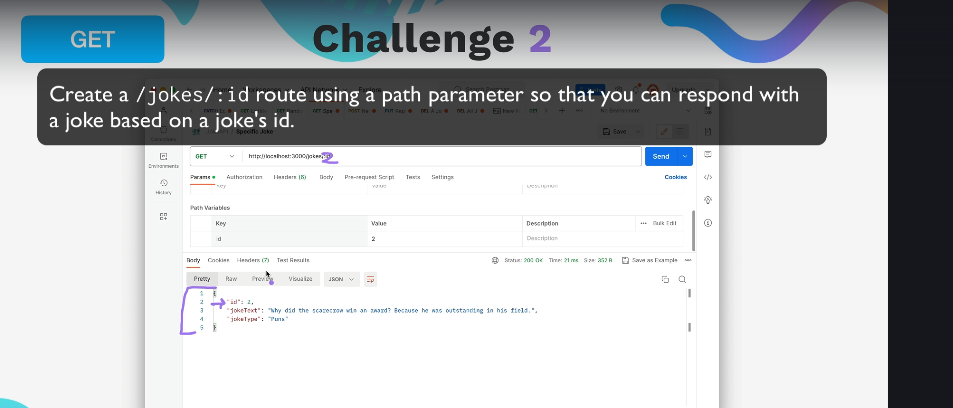 GET
Challenge 2
Create a /jokes/:id route using a path parameter so that you can respond with
a joke based on a joke's id.
Specific Joke
Save
GET
http://localhost:3000/jokes/
2
Send
Environments
Params
Authorization
Headers (6)
Body
Pre-request Script
Tests
Settings
Cookies
Key
Value
Description
History
Path Variables
Key
Value
Description
Bulk Edit
id
2
Description
Body
Cookies
Headers (7)
Test Results
Status: 200 OK
Time: 21 ms
Size: 352 B
Save as Example
Pretty
Raw
Preview
Visualize
JSON
1 {
2 "id": 2,
3 "jokeText": "Why did the scarecrow win an award? Because he was outstanding in his field.",
4 "jokeType": "Puns"
5 }